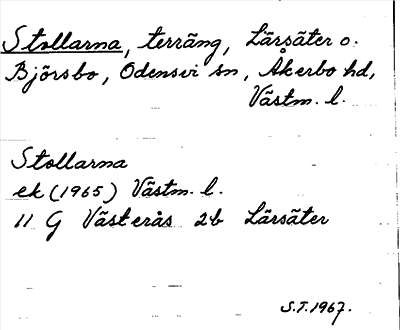 Stollarna, terräng, Lärsäter o.
Björsbo, Odensvi sn, Åkerbo hd,
Västm. l.
Stollarna
ek (1965) Västm. l.
11 G Västerås 2b Lärsäter
S.T. 1967.